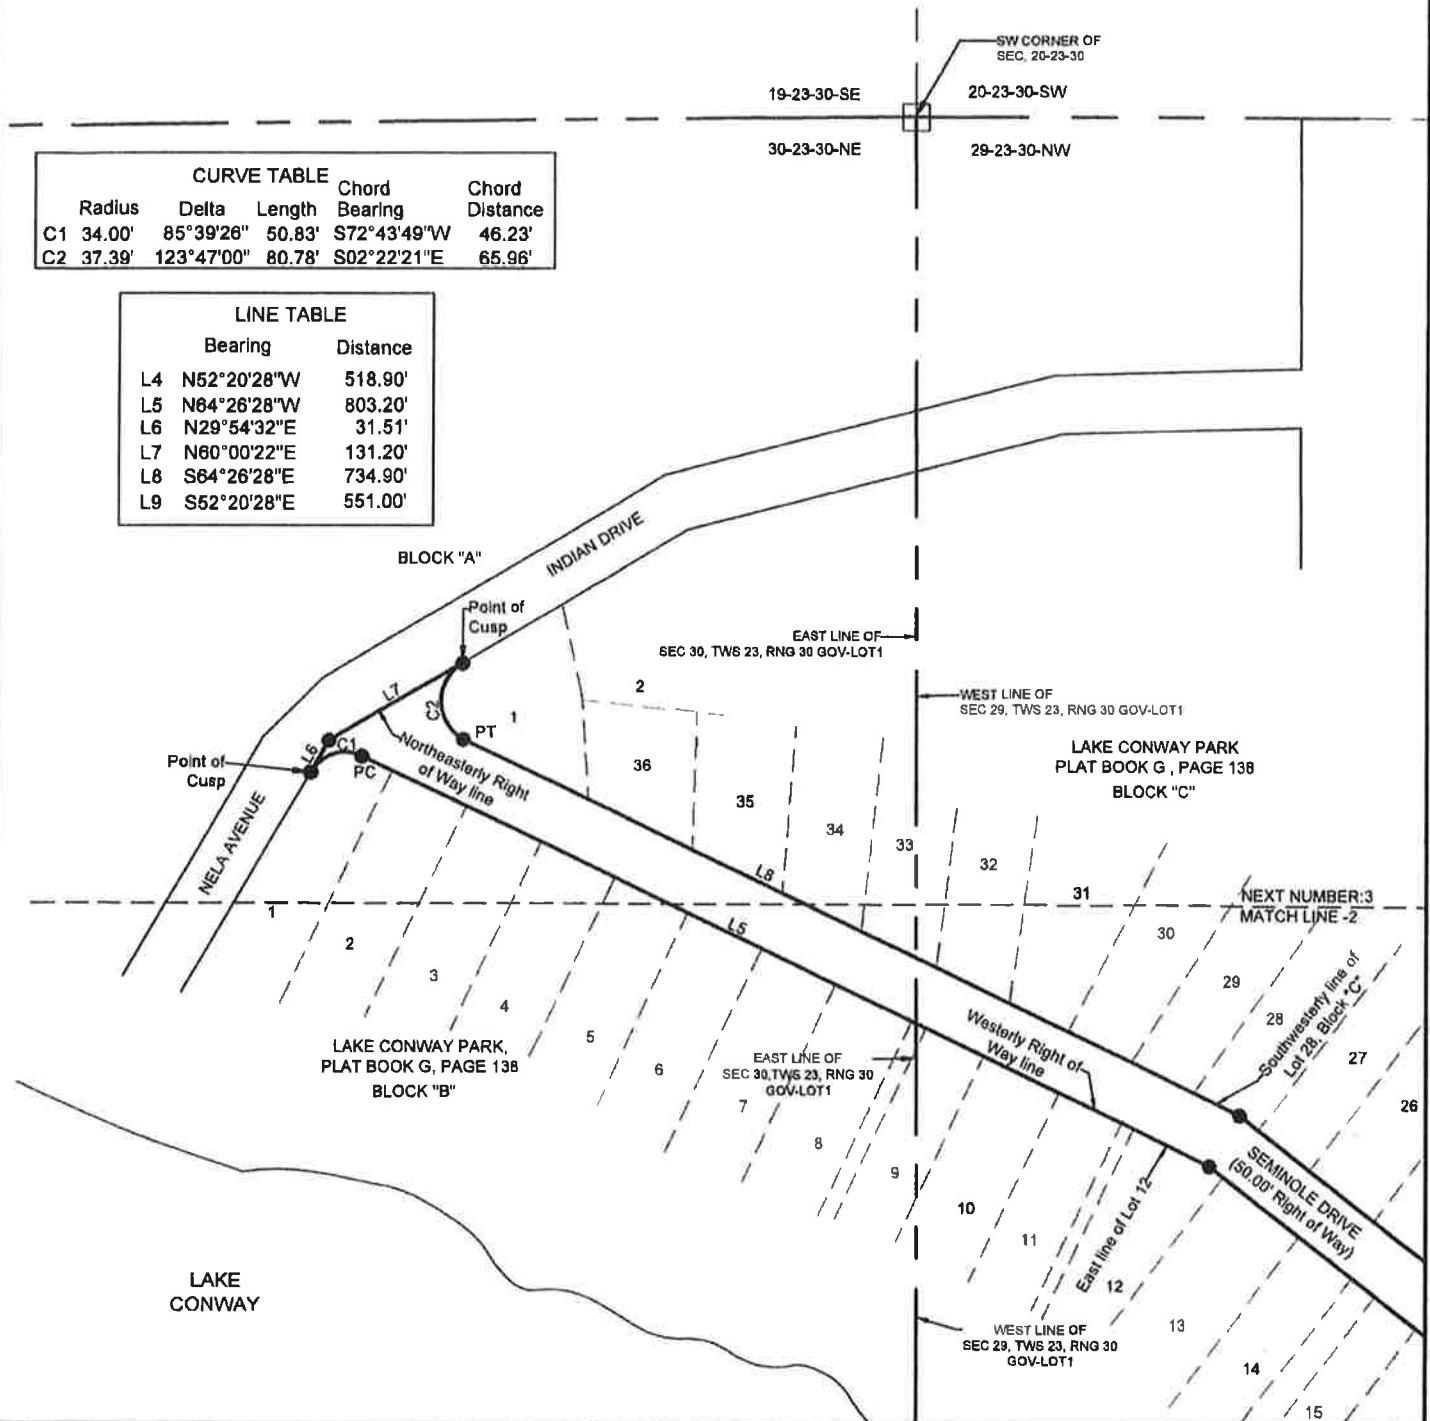 SW CORNER OF
SEC, 20-23-30
19-23-30-SE
20-23-30-SW
30-23-30-NE
29-23-30-NW
CURVE TABLE
Radius Delta Length Chord Bearing Chord Distance
C1 34.00' 85°39'26" 50.83' S72°43'49"W 46.23'
C2 37.39' 123°47'00" 80.78' S02°22'21"E 65.96'
LINE TABLE
Bearing Distance
L4 N52°20'28"W 518.90'
L5 N64°26'28"W 803.20'
L6 N29°54'32"E 31.51'
L7 N60°00'22"E 131.20'
L8 S64°26'28"E 734.90'
L9 S52°20'28"E 551.00'
BLOCK "A"
INDIAN DRIVE
Point of
Cusp
EAST LINE OF
SEC 30, TWS 23, RNG 30 GOV-LOT1
WEST LINE OF
SEC 29, TWS 23, RNG 30 GOV-LOT1
LAKE CONWAY PARK
PLAT BOOK G , PAGE 138
BLOCK "C"
L7
C2
1
2
PT
L6
C1
PC
Point of
Cusp
Northeasterly Right
of Way line
36
35
34
33
32
31
30
29
28
27
26
NELA AVENUE
L8
L5
NEXT NUMBER:3
MATCH LINE -2
Southwesterly line of
Lot 28, Block "C"
1
2
3
4
5
6
7
8
9
10
11
12
13
14
15
Westerly Right of
Way line
LAKE CONWAY PARK,
PLAT BOOK G, PAGE 138
BLOCK "B"
EAST LINE OF
SEC 30,TWS 23, RNG 30
GOV-LOT1
SEMINOLE DRIVE
(50.00' Right of Way)
East line of Lot 12
LAKE
CONWAY
WEST LINE OF
SEC 29, TWS 23, RNG 30
GOV-LOT1